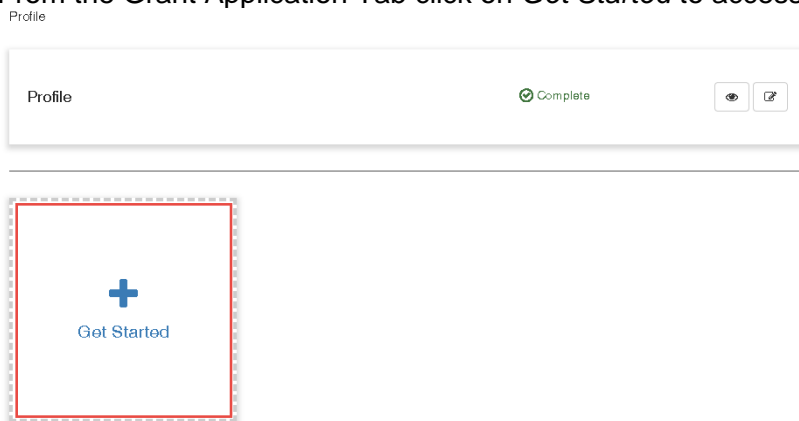 From the Grant Application Tab click on Get Started to access
Profile
Profile
Complete
Get Started